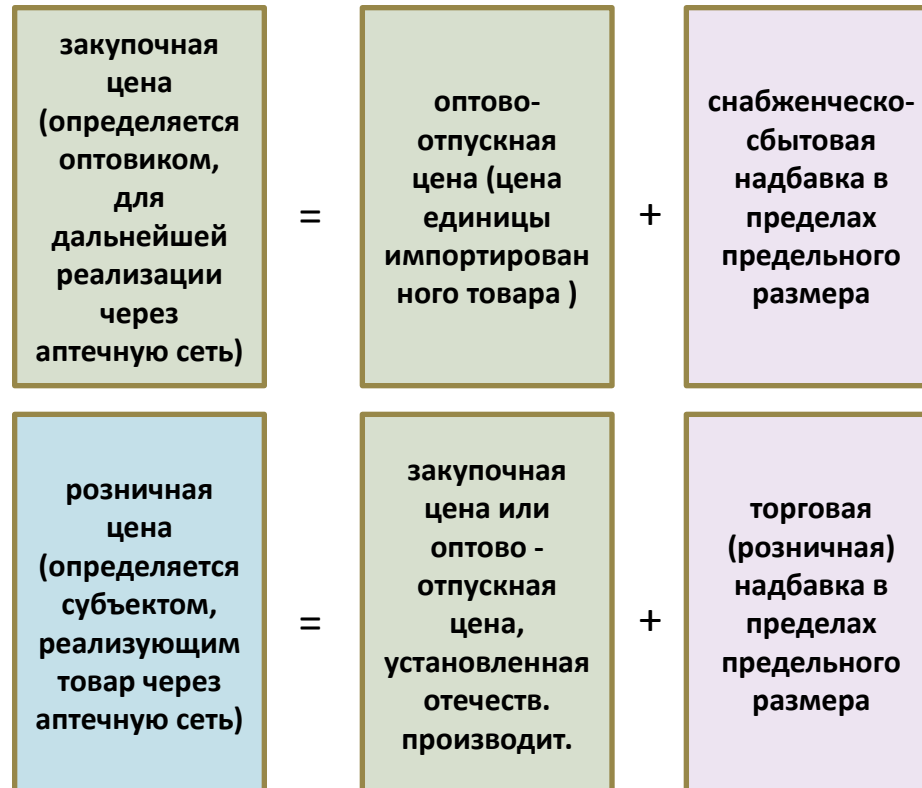 закупочная
цена
(определяется
оптовиком,
для
дальнейшей
реализации
через
аптечную сеть)
=
оптово-
отпускная
цена (цена
единицы
импортирован
ного товара )
+
снабженческо-
сбытовая
надбавка в
пределах
предельного
размера
розничная
цена
(определяется
субъектом,
реализующим
товар через
аптечную сеть)
=
закупочная
цена или
оптово -
отпускная
цена,
установленная
отечеств.
производит.
+
торговая
(розничная)
надбавка в
пределах
предельного
размера